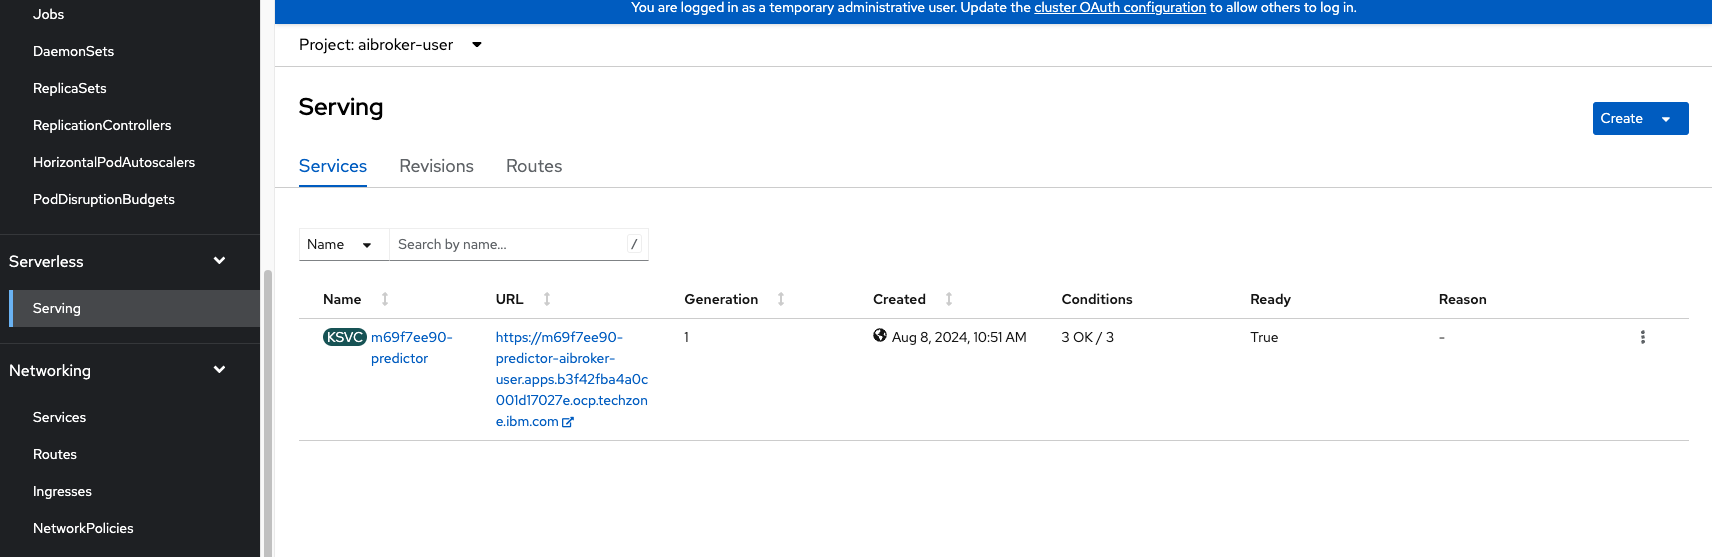 Jobs
DaemonSets
ReplicaSets
ReplicationControllers
HorizontalPodAutoscalers
PodDisruptionBudgets
Serverless
Serving
Networking
Services
Routes
Ingresses
NetworkPolicies
You are logged in as a temporary administrative user. Update the cluster OAuth configuration to allow others to log in.
Project: aibroker-user
Serving
Create
Services Revisions Routes
Name Search by name... /
Name URL Generation Created Conditions Ready Reason
KSVC m69f7ee90- https://m69f7ee90- 1 Aug 8, 2024, 10:51 AM 3 OK / 3 True -
predictor predictor-aibroker-
user.apps.b3f42fba4a0c
001d17027e.ocp.techzon
e.ibm.com